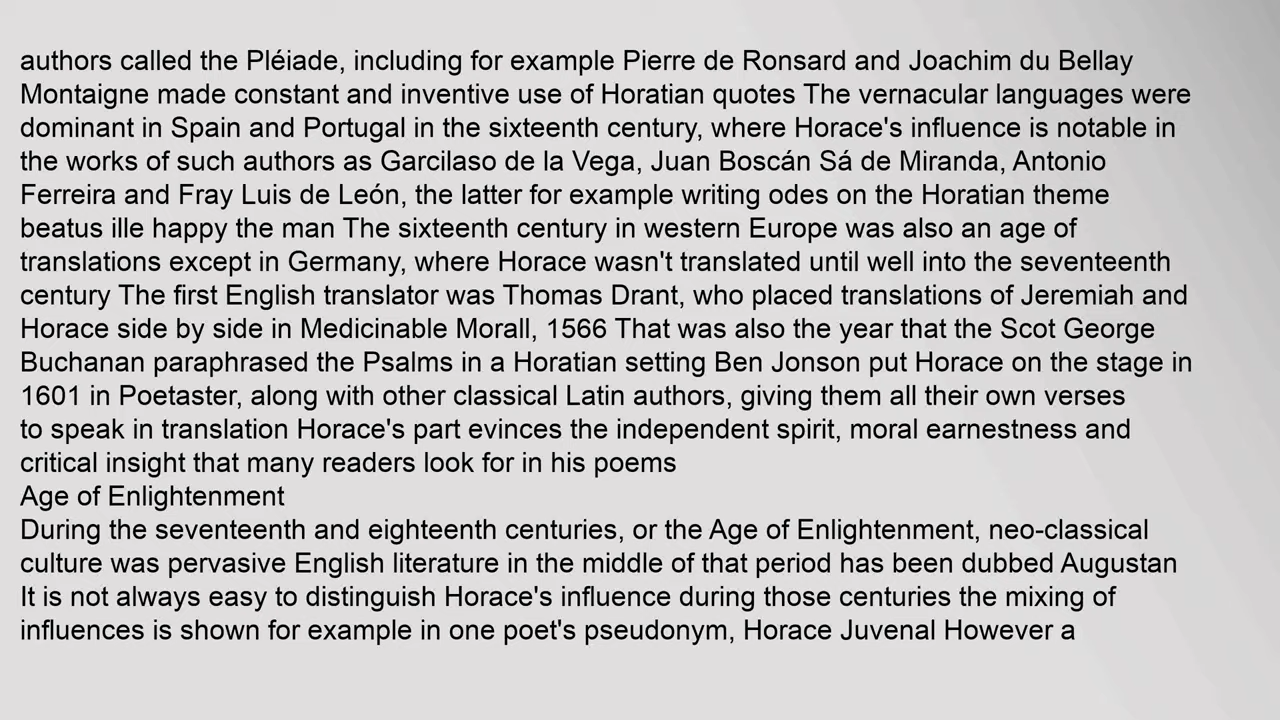 authors called the Pléiade, including for example Pierre de Ronsard and Joachim du Bellay
Montaigne made constant and inventive use of Horatian quotes The vernacular languages were
dominant in Spain and Portugal in the sixteenth century, where Horace's influence is notable in
the works of such authors as Garcilaso de la Vega, Juan Boscán Sá de Miranda, Antonio
Ferreira and Fray Luis de León, the latter for example writing odes on the Horatian theme
beatus ille happy the man The sixteenth century in western Europe was also an age of
translations except in Germany, where Horace wasn't translated until well into the seventeenth
century The first English translator was Thomas Drant, who placed translations of Jeremiah and
Horace side by side in Medicinable Morall, 1566 That was also the year that the Scot George
Buchanan paraphrased the Psalms in a Horatian setting Ben Jonson put Horace on the stage in
1601 in Poetaster, along with other classical Latin authors, giving them all their own verses
to speak in translation Horace's part evinces the independent spirit, moral earnestness and
critical insight that many readers look for in his poems
Age of Enlightenment
During the seventeenth and eighteenth centuries, or the Age of Enlightenment, neo-classical
culture was pervasive English literature in the middle of that period has been dubbed Augustan
It is not always easy to distinguish Horace's influence during those centuries the mixing of
influences is shown for example in one poet's pseudonym, Horace Juvenal However a